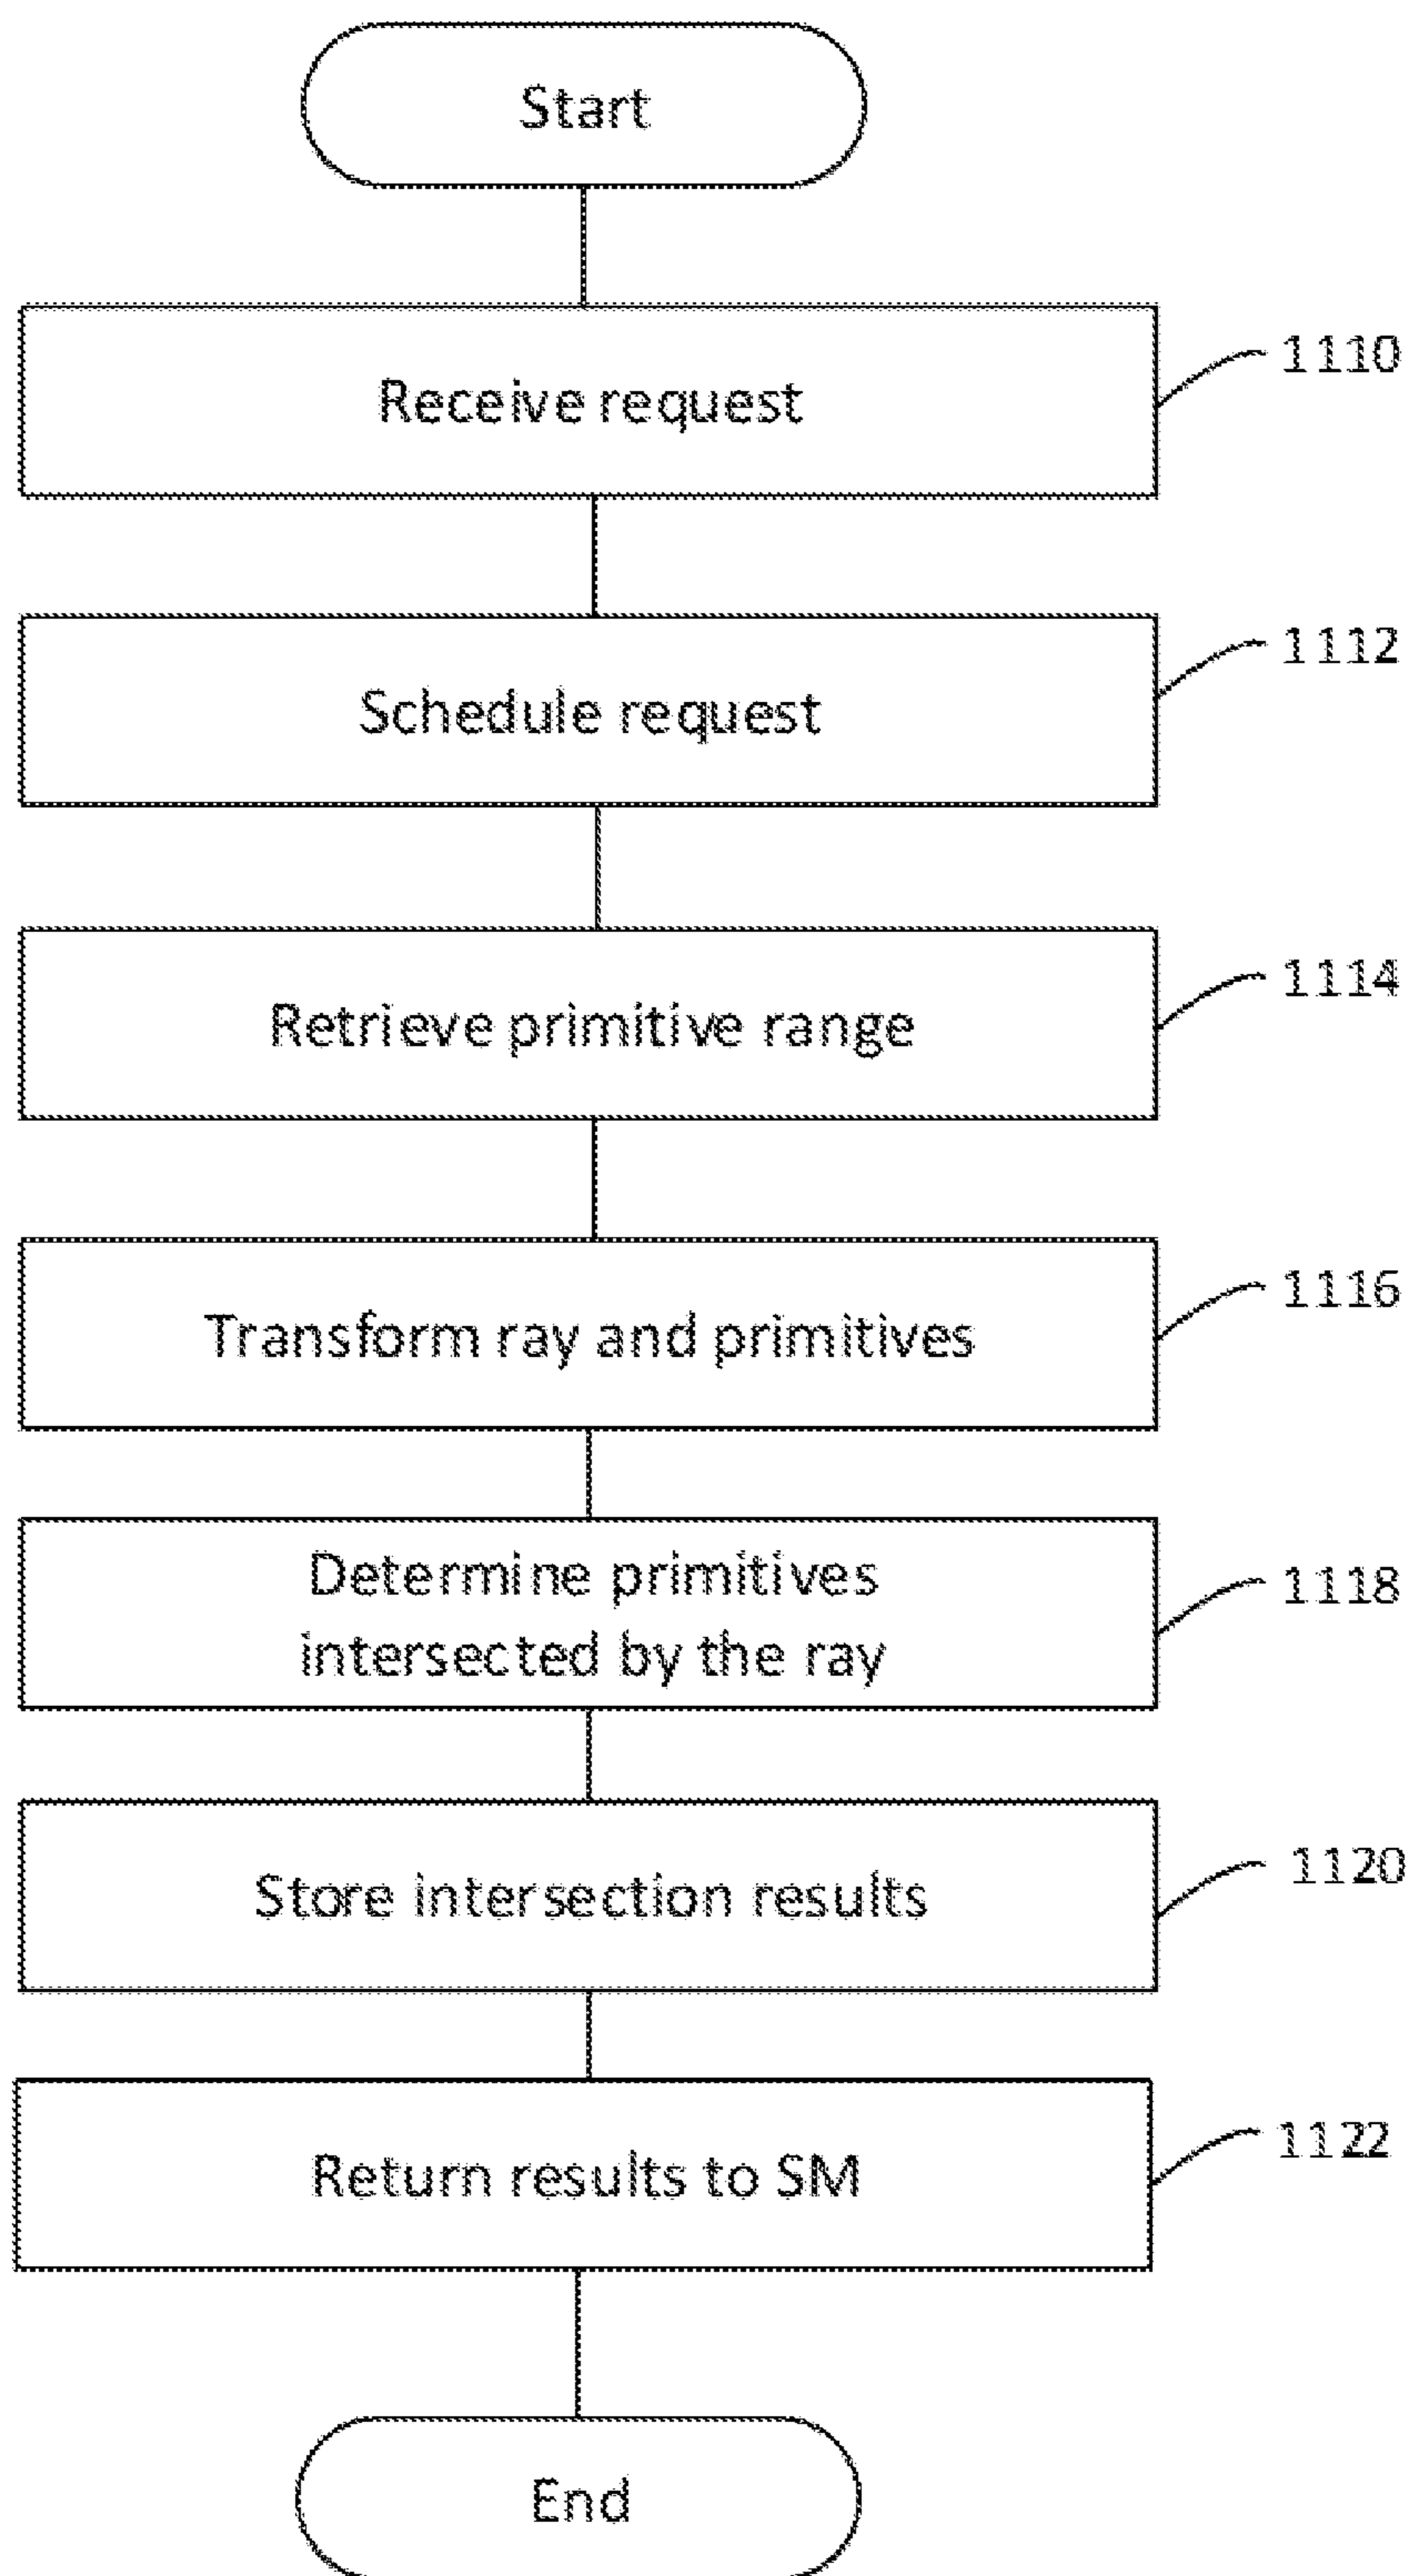 Start
Receive request
1110
Schedule request
1112
Retrieve primitive range
1114
Transform ray and primitives
1116
Determine primitives
intersected by the ray
1118
Store intersection results
1120
Return results to SM
1122
End